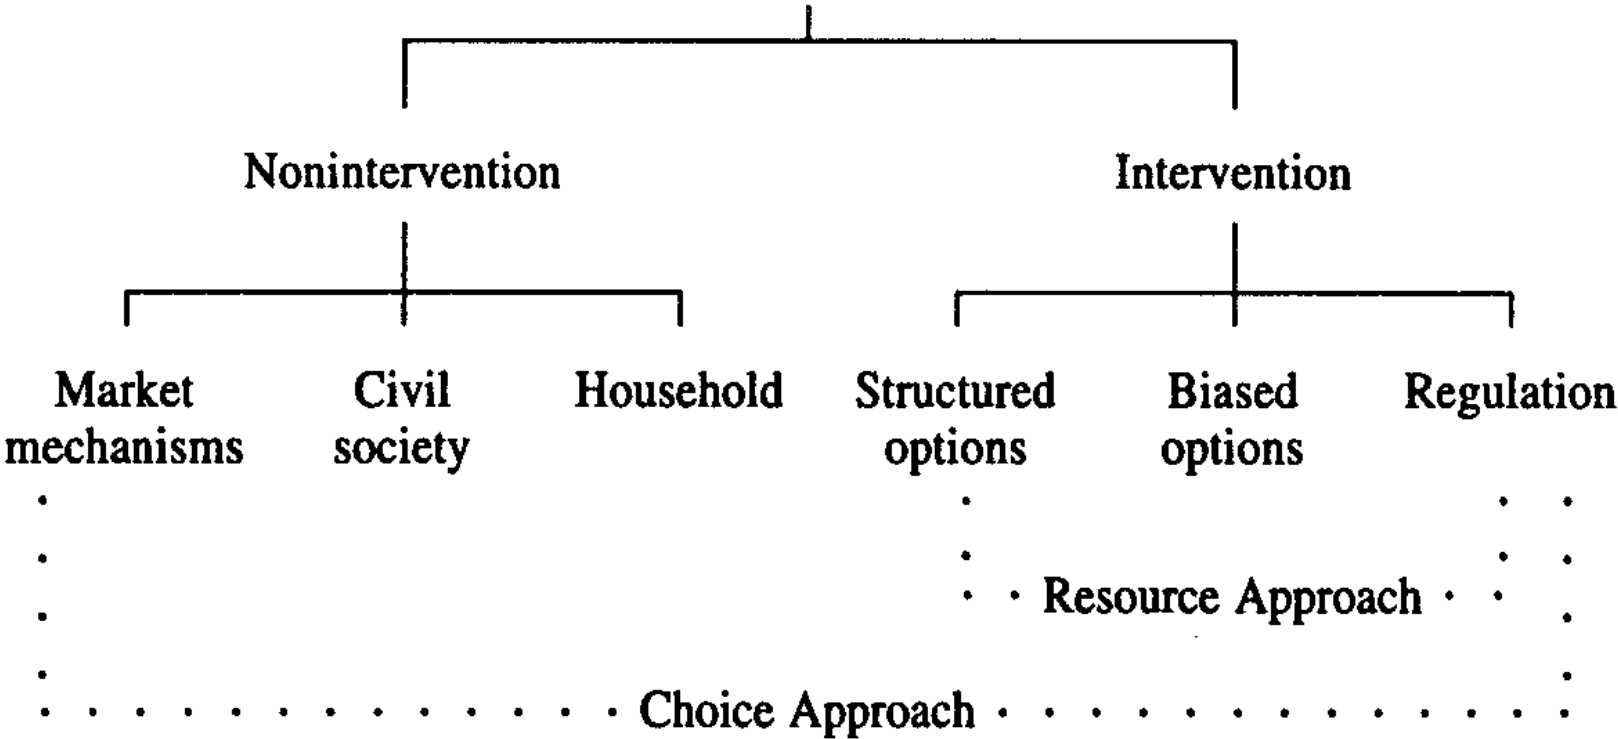 Nonintervention Intervention
Market Civil Household Structured Biased Regulation
mechanisms society options options
Resource Approach
Choice Approach